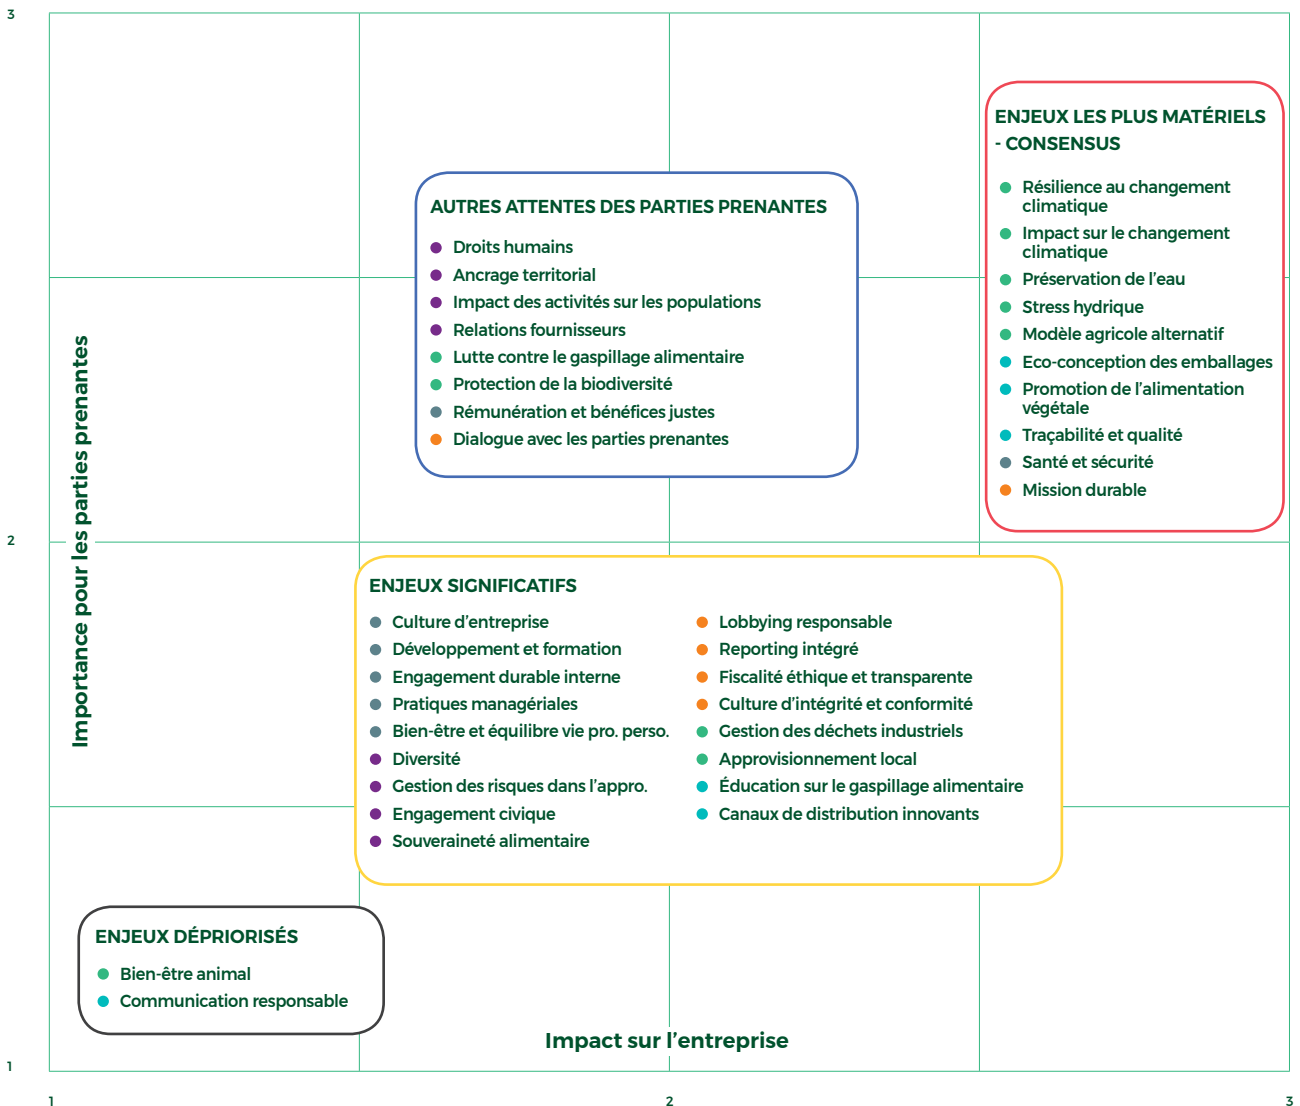 3
ENJEUX LES PLUS MATÉRIELS
- CONSENSUS
Résilience au changement
climatique
Impact sur le changement
climatique
Préservation de l'eau
Stress hydrique
Modèle agricole alternatif
Eco-conception des emballages
Promotion de l'alimentation
végétale
Traçabilité et qualité
Santé et sécurité
Mission durable
AUTRES ATTENTES DES PARTIES PRENANTES
Droits humains
Ancrage territorial
Impact des activités sur les populations
Relations fournisseurs
Lutte contre le gaspillage alimentaire
Protection de la biodiversité
Rémunération et bénéfices justes
Dialogue avec les parties prenantes
Importance pour les parties prenantes
2
ENJEUX SIGNIFICATIFS
Culture d'entreprise
Développement et formation
Engagement durable interne
Pratiques managériales
Bien-être et équilibre vie pro. perso.
Diversité
Gestion des risques dans l'appro.
Engagement civique
Souveraineté alimentaire
Lobbying responsable
Reporting intégré
Fiscalité éthique et transparente
Culture d'intégrité et conformité
Gestion des déchets industriels
Approvisionnement local
Éducation sur le gaspillage alimentaire
Canaux de distribution innovants
ENJEUX DÉPRIORISÉS
Bien-être animal
Communication responsable
Impact sur l'entreprise
1
1
2
3